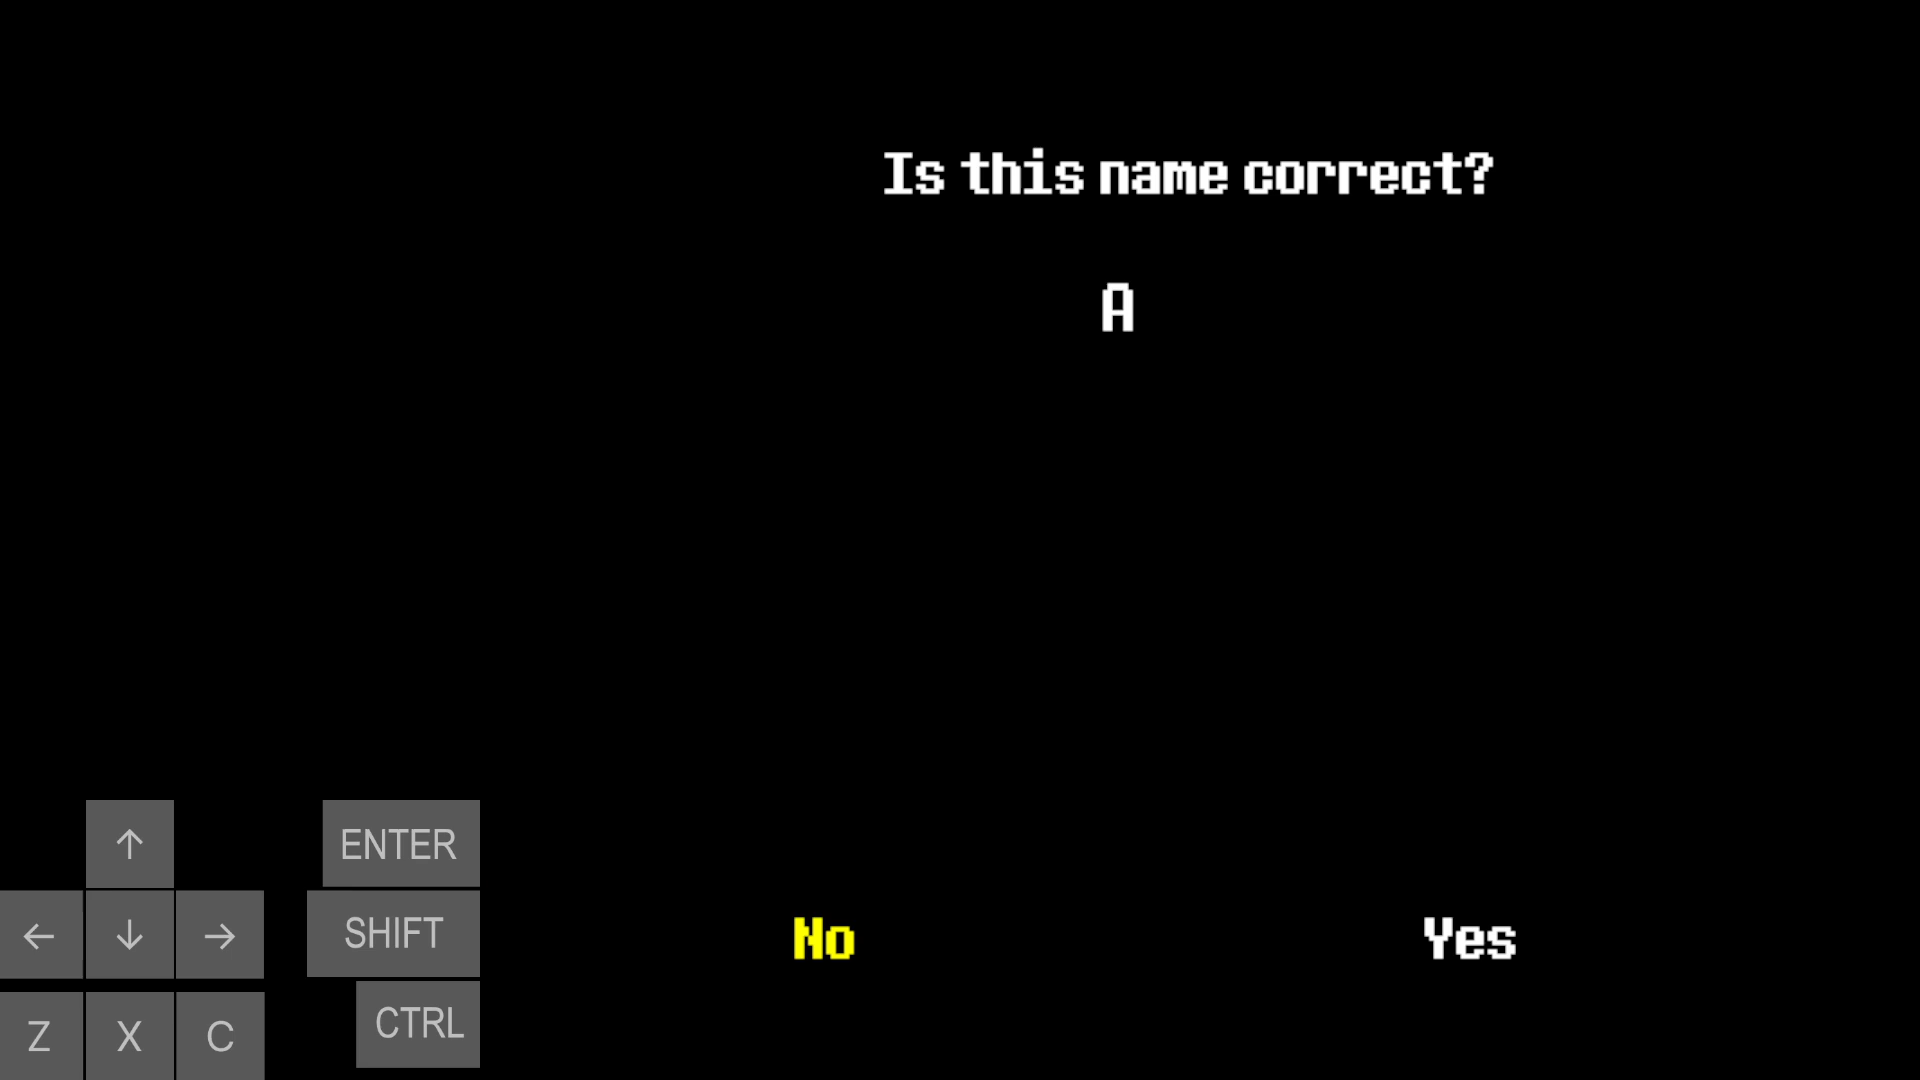 Is this name correct?
A
↑ ENTER
← ↓ → SHIFT
No Yes
Z X C CTRL